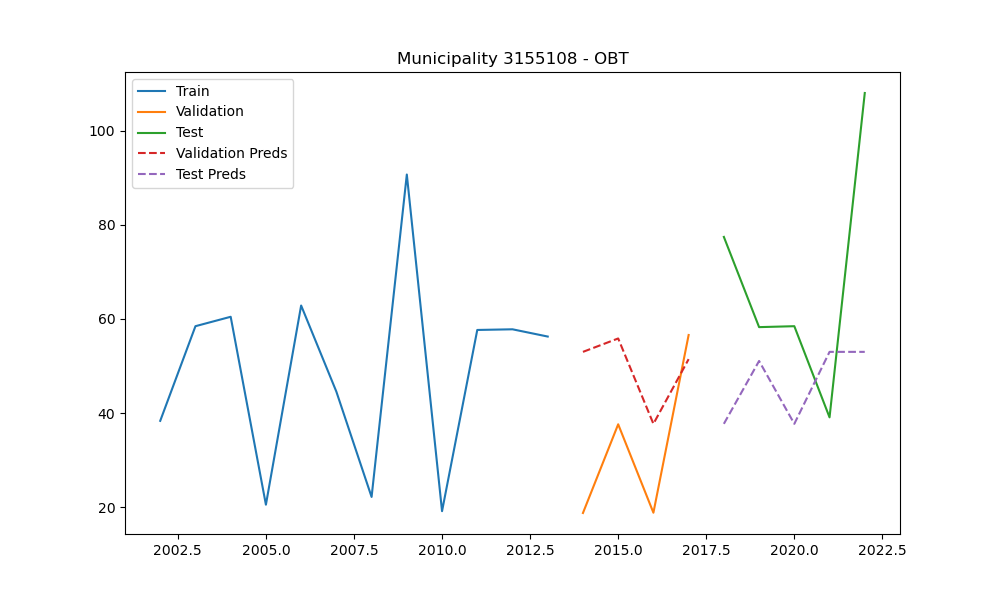 Municipality 3155108 - OBT
Train
Validation
Test
Validation Preds
Test Preds
100
80
60
40
20
2002.5 2005.0 2007.5 2010.0 2012.5 2015.0 2017.5 2020.0 2022.5